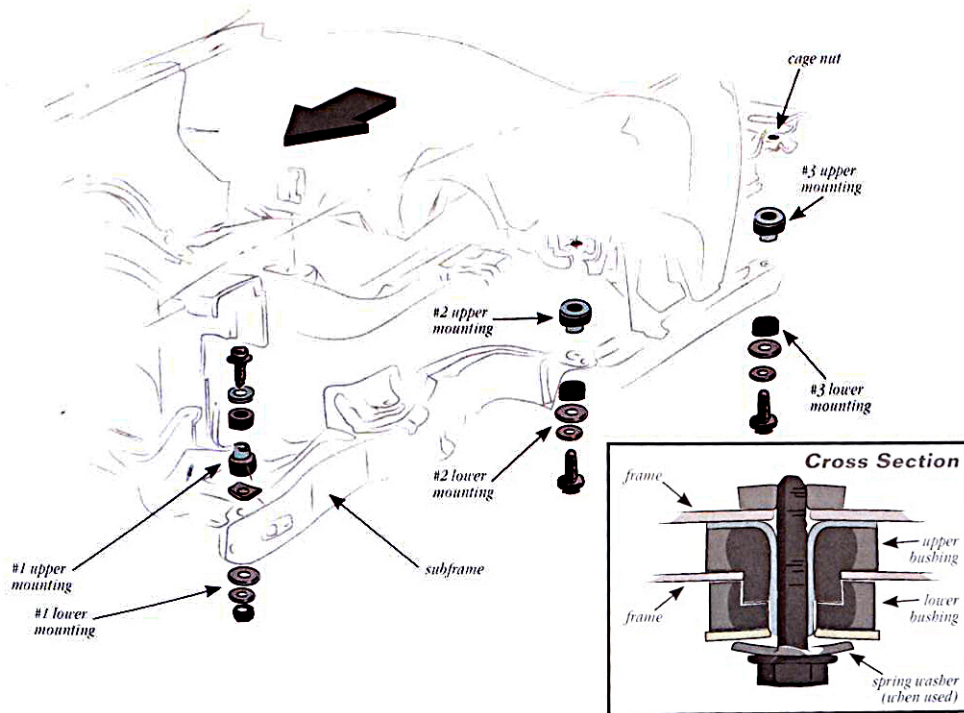 cage nut
#3 upper
mounting
#2 upper
mounting
#3 lower
mounting
#2 lower
mounting
#1 upper
mounting
subframe
#1 lower
mounting
Cross Section
frame
upper
bushing
frame
lower
bushing
spring washer
(when used)